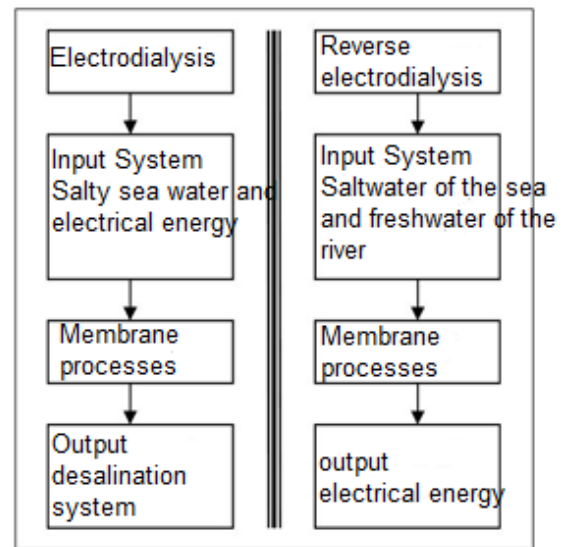 Electrodialysis
Input System
Salty sea water and
electrical energy
Membrane
processes
Output
desalination
system
Reverse
electrodialysis
Input System
Saltwater of the sea
and freshwater of the
river
Membrane
processes
output
electrical energy